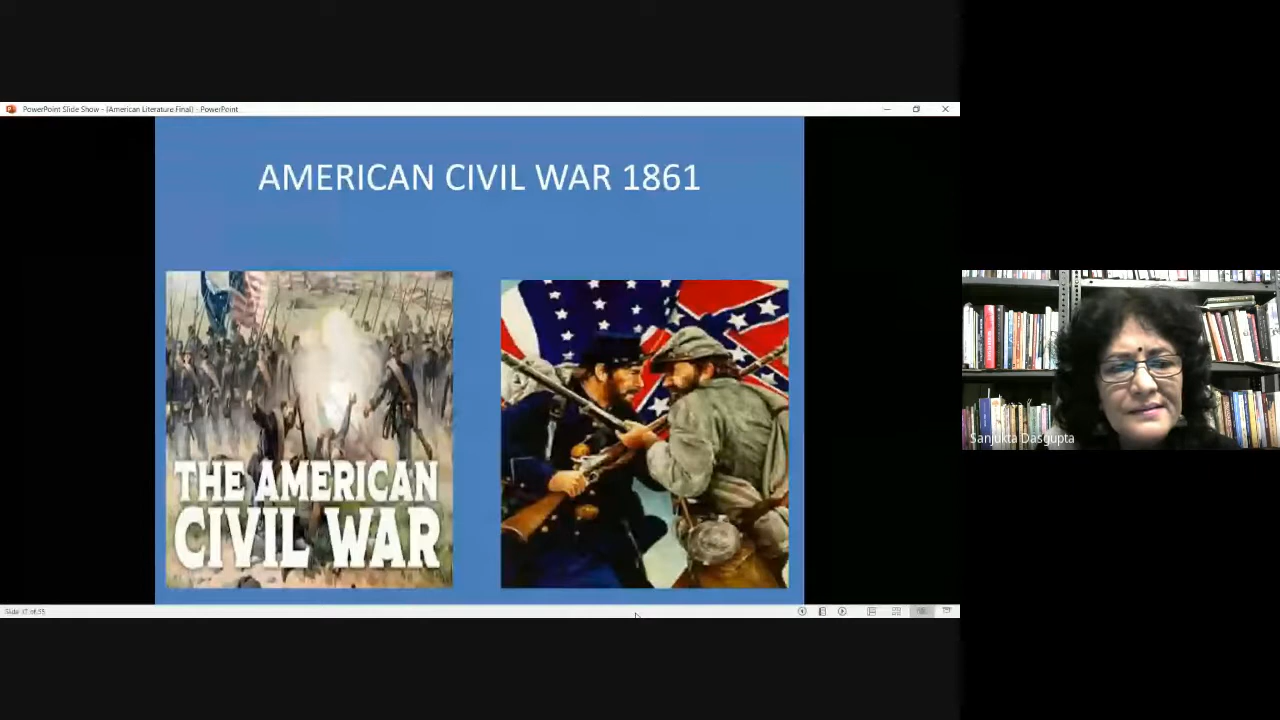 PowerPoint Slide Show - (American Literature Final) - PowerPoint
AMERICAN CIVIL WAR 1861
THE AMERICAN
CIVIL WAR
Sanjukta Dasgupta